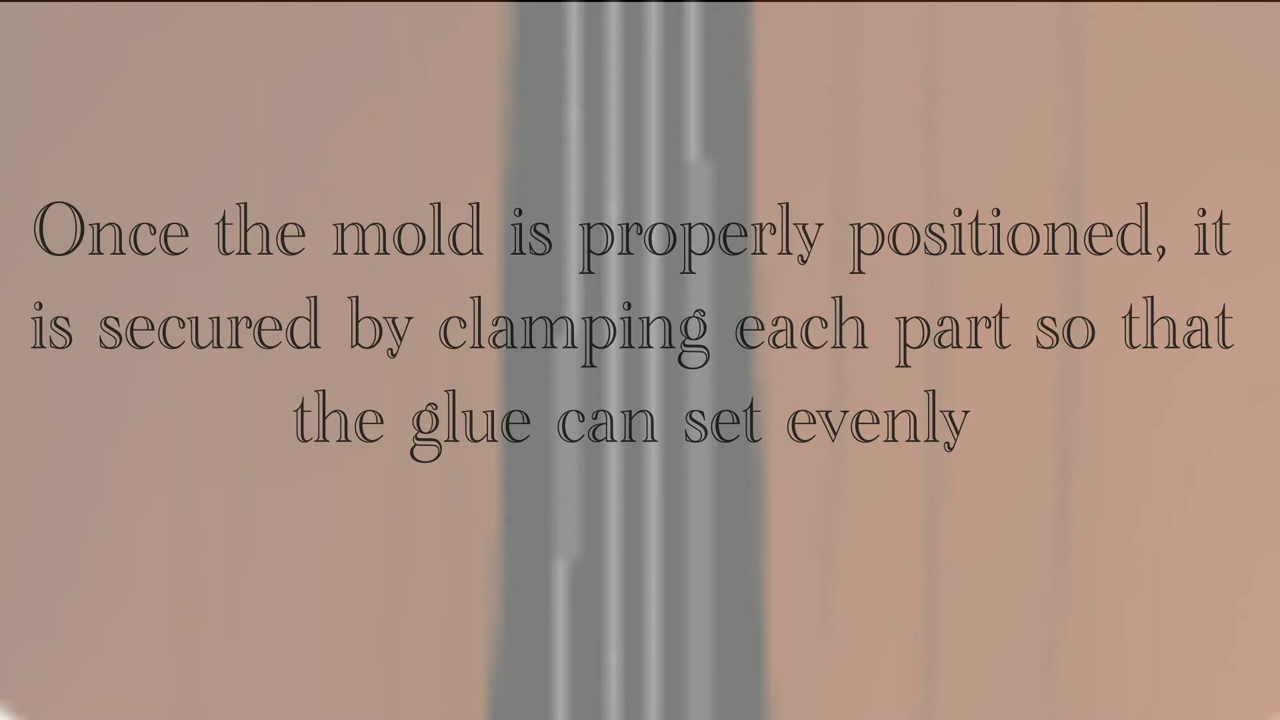 Once the mold is properly positioned, it
is secured by clamping each part so that
the glue can set evenly